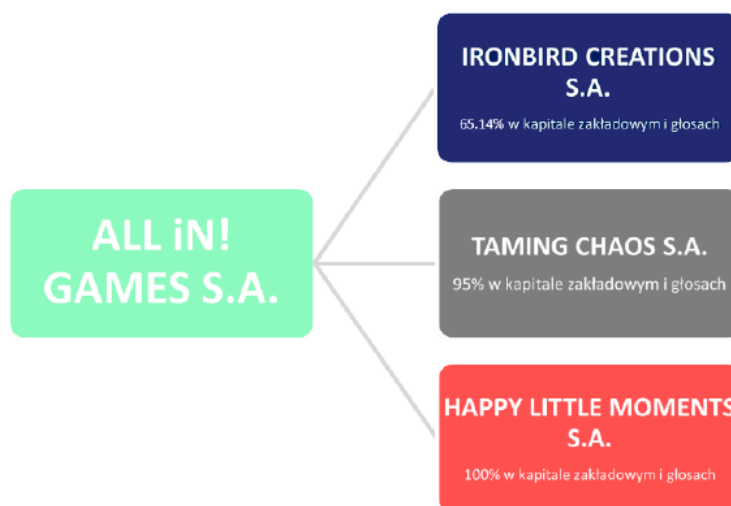 ALL iN!
GAMES S.A.
IRONBIRD CREATIONS
S.A.
65.14% w kapitale zakładowym i głosach
TAMING CHAOS S.A.
95% w kapitale zakładowym i głosach
HAPPY LITTLE MOMENTS
S.A.
100% w kapitale zakładowym i głosach